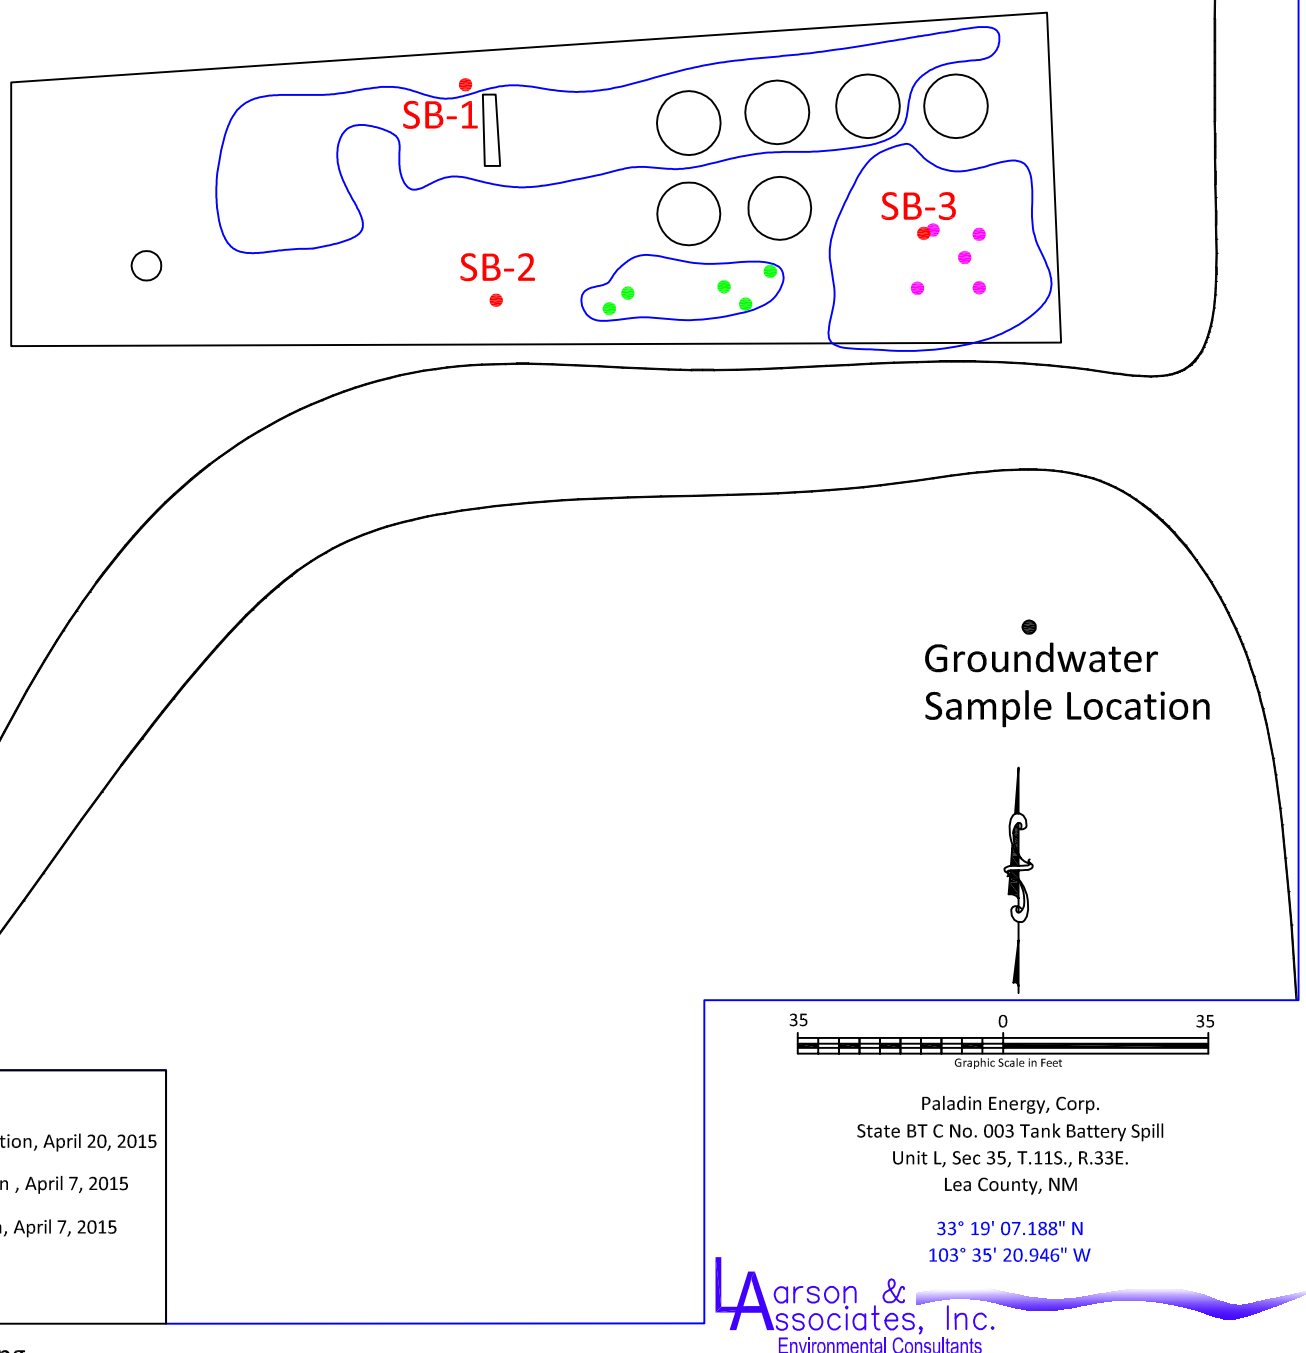 SB-1
SB-3
SB-2
Groundwater
Sample Location
35 0 35
Graphic Scale in Feet
Paladin Energy, Corp.
State BT C No. 003 Tank Battery Spill
Unit L, Sec 35, T.11S., R.33E.
Lea County, NM
33° 19' 07.188" N
103° 35' 20.946" W
Larson &
Associates, Inc.
Environmental Consultants
tion, April 20, 2015
n , April 7, 2015
, April 7, 2015